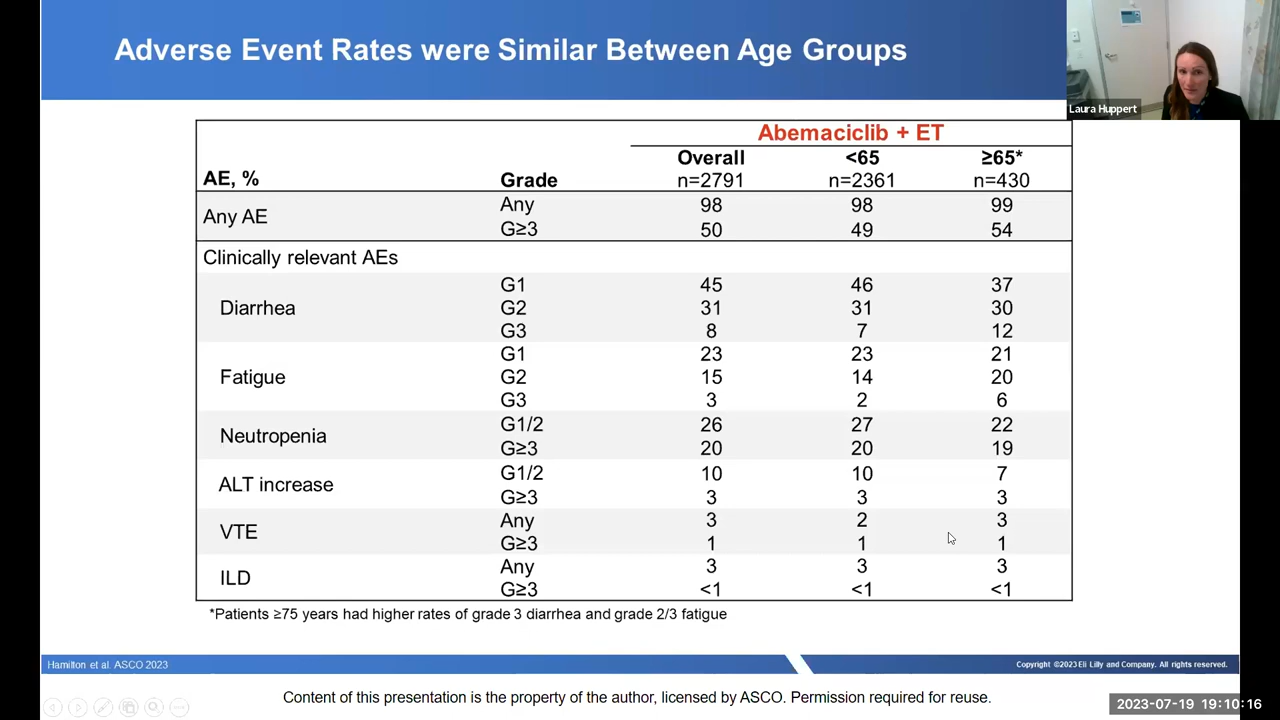 Adverse Event Rates were Similar Between Age Groups
Laura Huppert
Abemaciclib + ET
Overall <65 ≥65*
AE, % Grade n=2791 n=2361 n=430
Any AE
Any 98 98 99
G≥3 50 49 54
Clinically relevant AEs
Diarrhea
G1 45 46 37
G2 31 31 30
G3 8 7 12
Fatigue
G1 23 23 21
G2 15 14 20
G3 3 2 6
Neutropenia
G1/2 26 27 22
G≥3 20 20 19
ALT increase
G1/2 10 10 7
G≥3 3 3 3
VTE
Any 3 2 3
G≥3 1 1 1
ILD
Any 3 3 3
G≥3 <1 <1 <1
*Patients ≥75 years had higher rates of grade 3 diarrhea and grade 2/3 fatigue
Hamilton et al. ASCO 2023
Copyright ©2023 Eli Lilly and Company. All rights reserved.
Content of this presentation is the property of the author, licensed by ASCO. Permission required for reuse.
2023-07-19 19:10:16